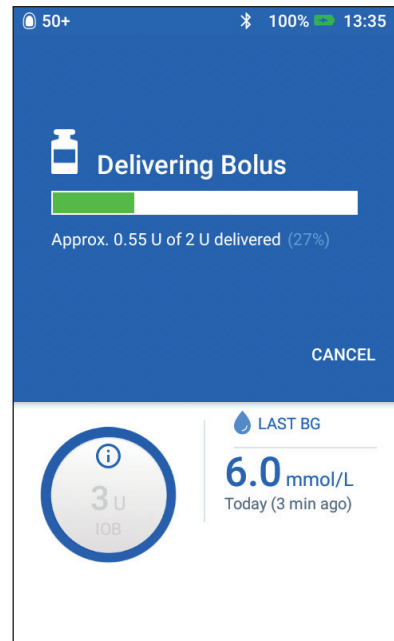 50+ 100% 13:35
Delivering Bolus
Approx. 0.55 U of 2 U delivered (27%)
CANCEL
LAST BG
6.0 mmol/L
Today (3 min ago)
i
3 U
IOB